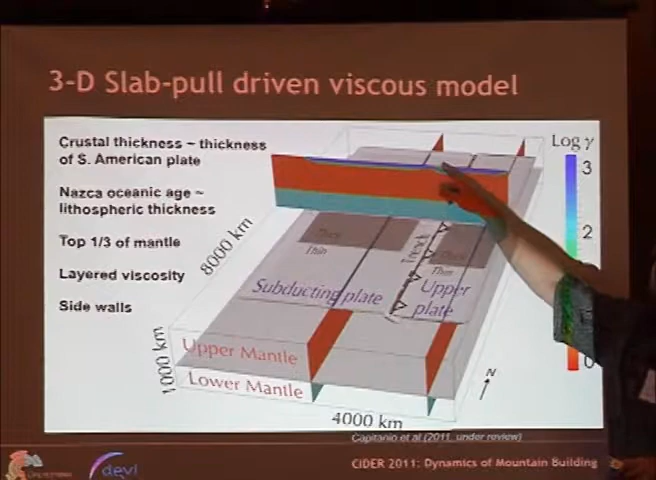 3-D Slab-pull driven viscous model
Crustal thickness ~ thickness
of S. American plate
Nazca oceanic age ~
lithospheric thickness
Top 1/3 of mantle
Layered viscosity
Side walls
Log γ
3
2
0
8000 km
Thick
Thin
Thick
Thin
Subducting plate
Upper
plate
Upper Mantle
Lower Mantle
1000 km
4000 km
N
Capitanio et al (2011, under review)
CIDER 2011: Dynamics of Mountain Building
devi